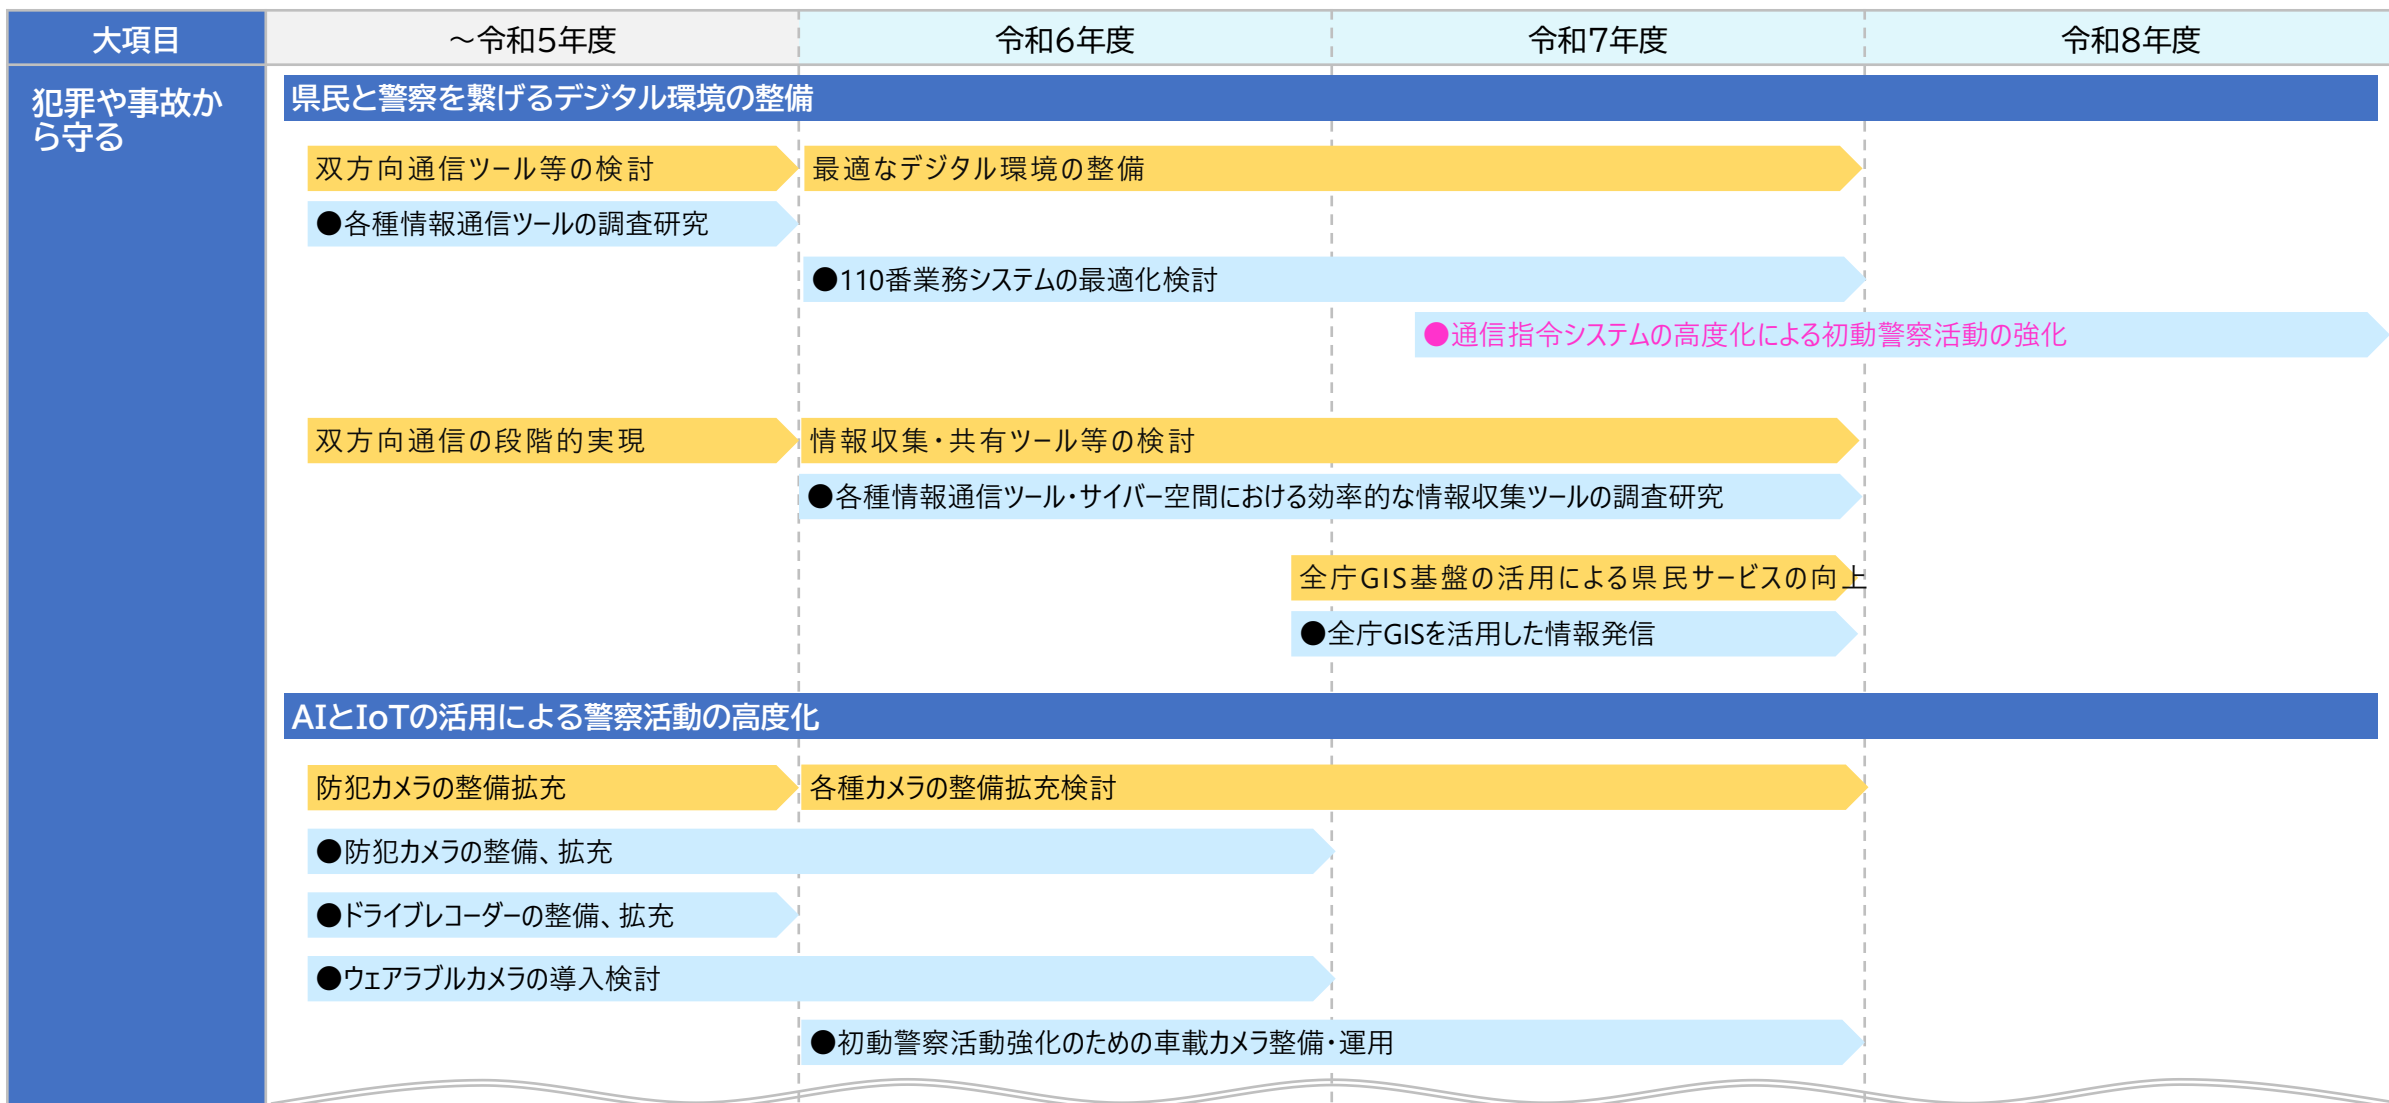 大項目
～令和5年度
令和6年度
令和7年度
令和8年度
犯罪や事故か
ら守る
県民と警察を繋げるデジタル環境の整備
双方向通信ツール等の検討
最適なデジタル環境の整備
●各種情報通信ツールの調査研究
●110番業務システムの最適化検討
●通信指令システムの高度化による初動警察活動の強化
双方向通信の段階的実現
情報収集・共有ツール等の検討
●各種情報通信ツール・サイバー空間における効率的な情報収集ツールの調査研究
全庁GIS基盤の活用による県民サービスの向上
●全庁GISを活用した情報発信
AIとIoTの活用による警察活動の高度化
防犯カメラの整備拡充
各種カメラの整備拡充検討
●防犯カメラの整備、拡充
●ドライブレコーダーの整備、拡充
●ウェアラブルカメラの導入検討
●初動警察活動強化のための車載カメラ整備・運用